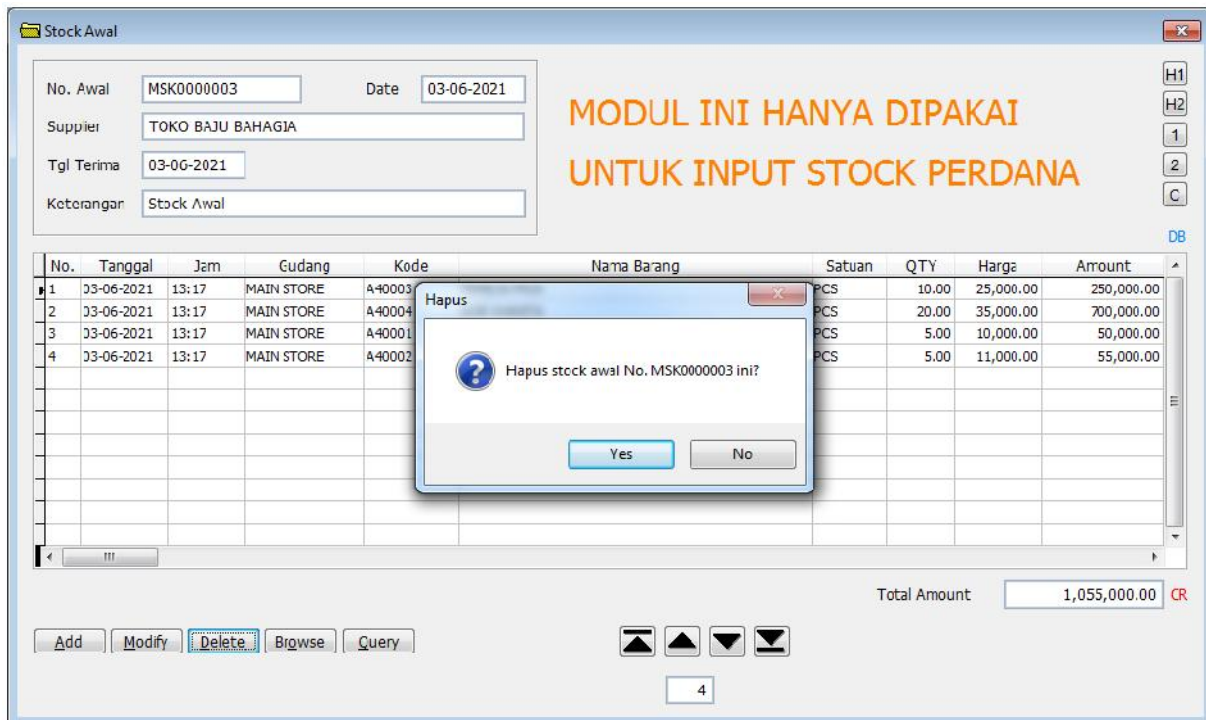 Stock Awal
No. Awal MSK0000003 Date 03-06-2021
Supplier TOKO BAJU BAHAGIA
Tgl Terima 03-06-2021
Keterangan Stock Awal
MODUL INI HANYA DIPAKAI
UNTUK INPUT STOCK PERDANA
H1
H2
1
2
C
DB
No. Tanggal Jam Gudang Kode Nama Barang Satuan QTY Harga Amount
1 03-06-2021 13:17 MAIN STORE A40003 PCS 10.00 25,000.00 250,000.00
2 03-06-2021 13:17 MAIN STORE A40004 PCS 20.00 35,000.00 700,000.00
3 03-06-2021 13:17 MAIN STORE A40001 PCS 5.00 10,000.00 50,000.00
4 03-06-2021 13:17 MAIN STORE A40002 PCS 5.00 11,000.00 55,000.00
Hapus
Hapus stock awal No. MSK0000003 ini?
Yes No
Total Amount 1,055,000.00 CR
Add Modify Delete Browse Query
4